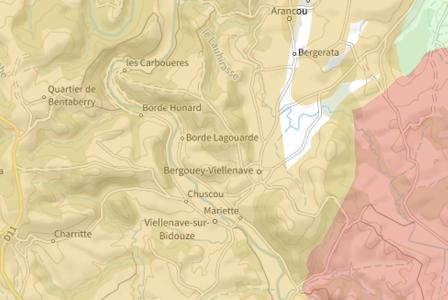 Arancou
le Lauhirasse
Bergerata
les Carboueres
Quartier de
Bentaberry
Borde Hunard
Borde Lagouarde
Bergouey-Viellenave
Chuscou
Mariette
Viellenave-sur-
Bidouze
Charritte
D11